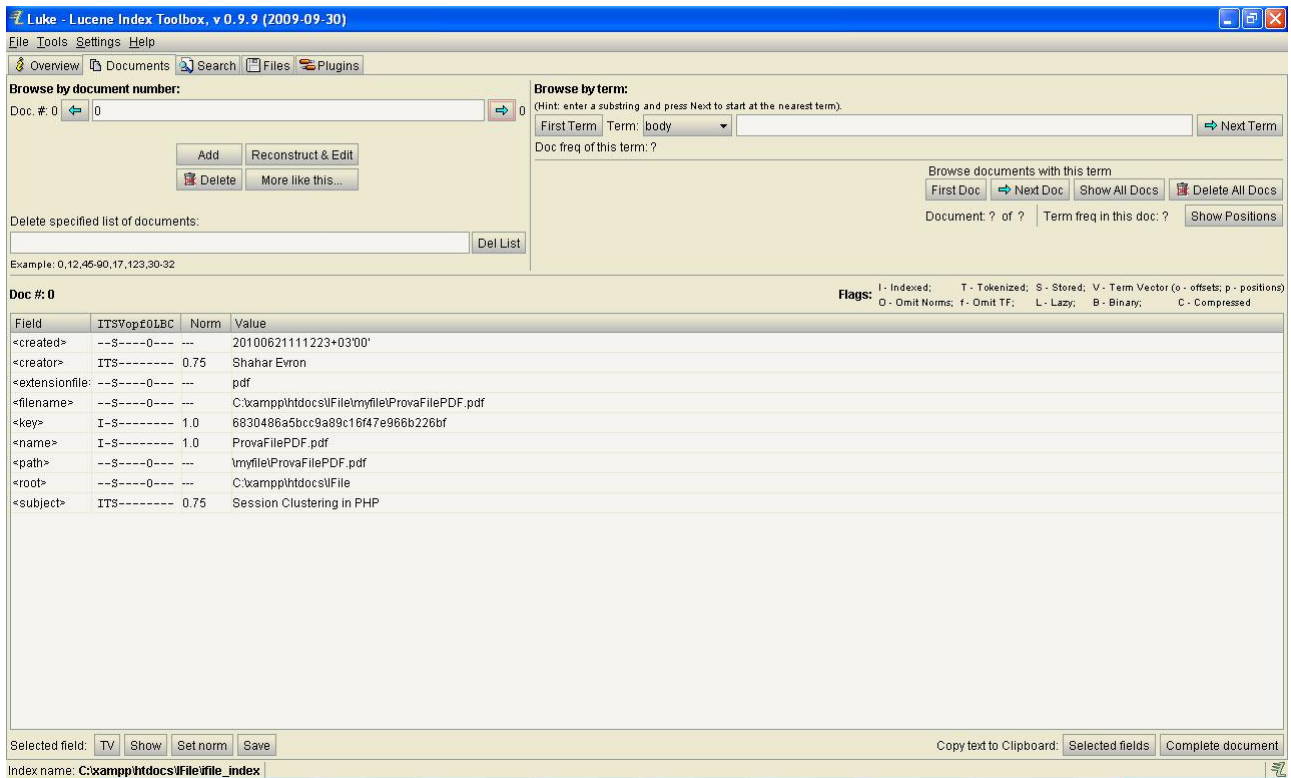 Luke - Lucene Index Toolbox, v 0.9.9 (2009-09-30)
File Tools Settings Help
Overview Documents Search Files Plugins
Browse by document number:
Doc. #: 0 0 0
Add Reconstruct & Edit
Delete More like this...
Delete specified list of documents:
Del List
Example: 0,12,45-90,17,123,30-32
Browse by term:
(Hint: enter a substring and press Next to start at the nearest term).
First Term Term: body Next Term
Doc freq of this term: ?
Browse documents with this term
First Doc Next Doc Show All Docs Delete All Docs
Document: ? of ? Term freq in this doc: ? Show Positions
Doc #: 0
Flags: I - Indexed; T - Tokenized; S - Stored; V - Term Vector (o - offsets; p - positions)
O - Omit Norms; f - Omit TF; L - Lazy; B - Binary; C - Compressed
Field ITSVopfOLBC Norm Value
<created> --S----O--- --- 20100621111223+03'00'
<creator> ITS-------- 0.75 Shahar Evron
<extensionfile: --S----O--- --- pdf
<filename> --S----O--- --- C:\xampp\htdocs\IFile\myfile\ProvaFilePDF.pdf
<key> I-S-------- 1.0 6830486a5bcc9a89c16f47e966b226bf
<name> I-S-------- 1.0 ProvaFilePDF.pdf
<path> --S----O--- --- \myfile\ProvaFilePDF.pdf
<root> --S----O--- --- C:\xampp\htdocs\IFile
<subject> ITS-------- 0.75 Session Clustering in PHP
Selected field: TV Show Set norm Save
Copy text to Clipboard: Selected fields Complete document
Index name: C:\xampp\htdocs\IFile\ifile_index